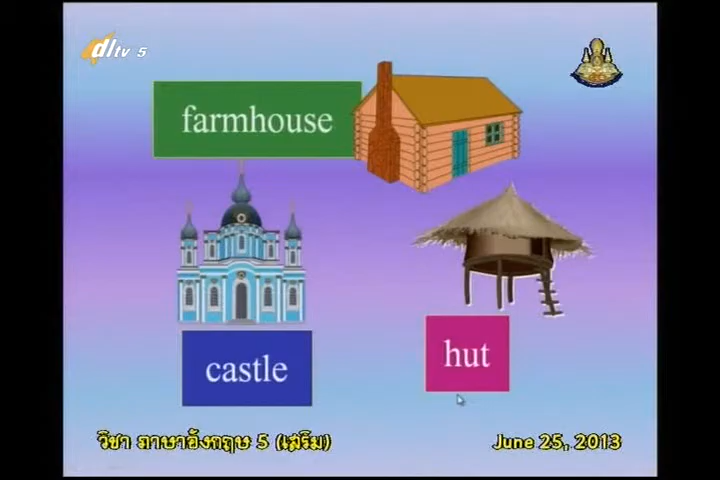 dltv 5
farmhouse
castle
hut
วิชา ภาษาอังกฤษ 5 (เสริม)
June 25, 2013